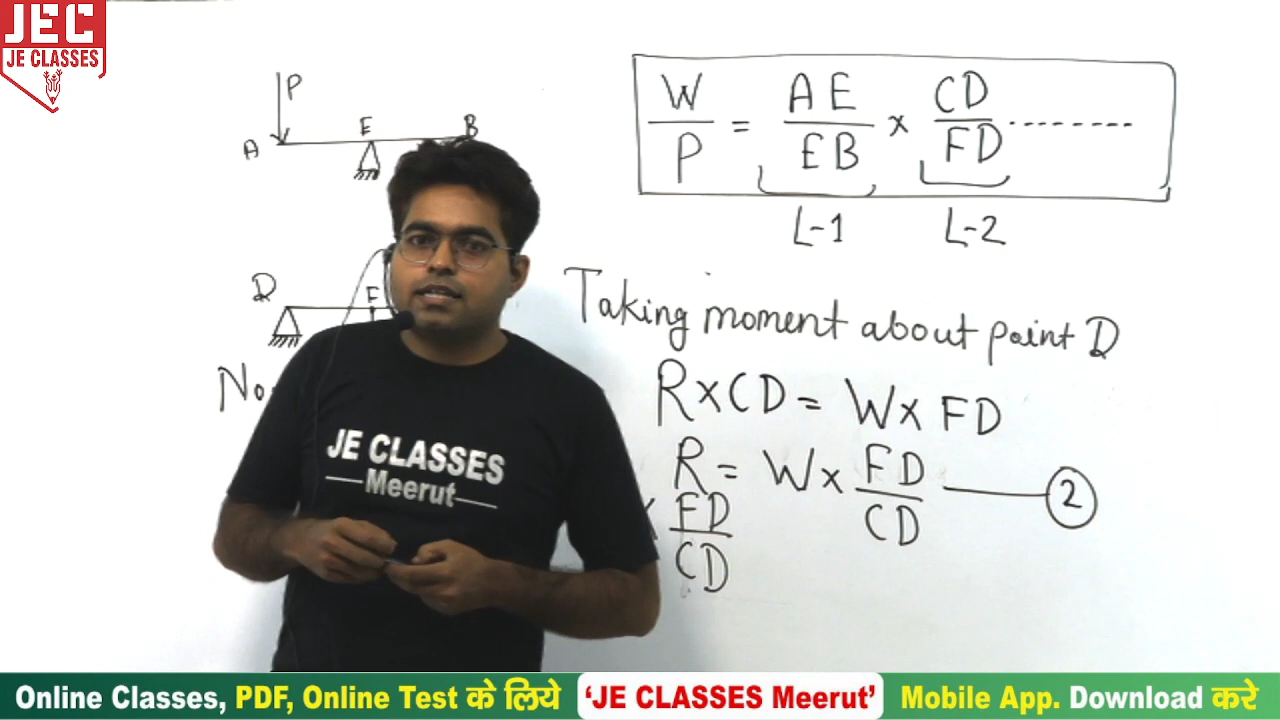 JEC
JE CLASSES
P
A E B
W/P = AE/EB × CD/FD ---------
L-1 L-2
D F
Taking moment about point D
R×CD = W× FD
R = W× FD/CD — 2
FD/CD
JE CLASSES
Meerut
Online Classes, PDF, Online Test के लिये 'JE CLASSES Meerut' Mobile App. Download करे